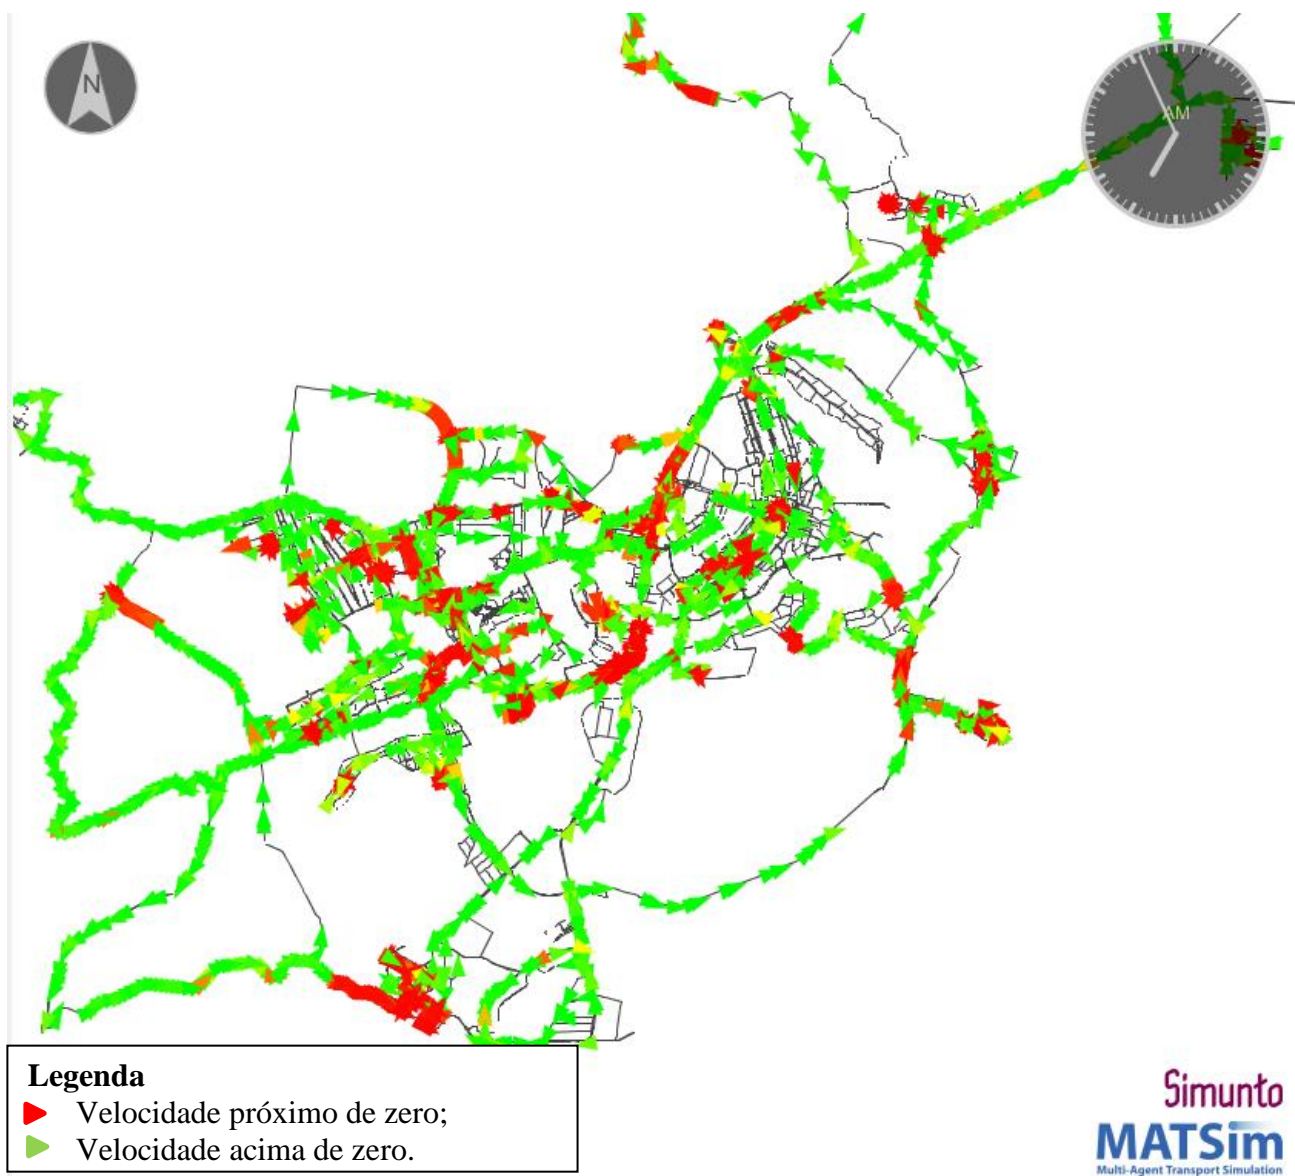 N
AM
Legenda
Velocidade próximo de zero;
Velocidade acima de zero.
Simunto
MATSim
Multi-Agent Transport Simulation